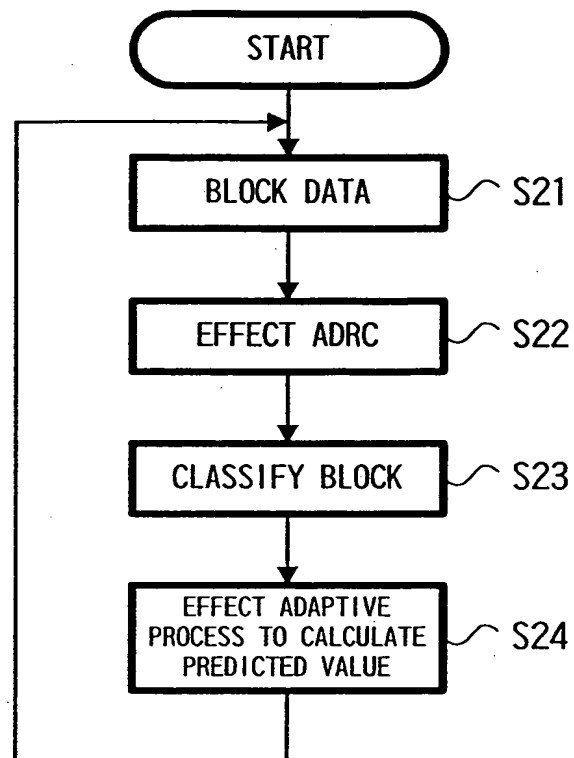 START
BLOCK DATA S21
EFFECT ADRC S22
CLASSIFY BLOCK S23
EFFECT ADAPTIVE
PROCESS TO CALCULATE S24
PREDICTED VALUE